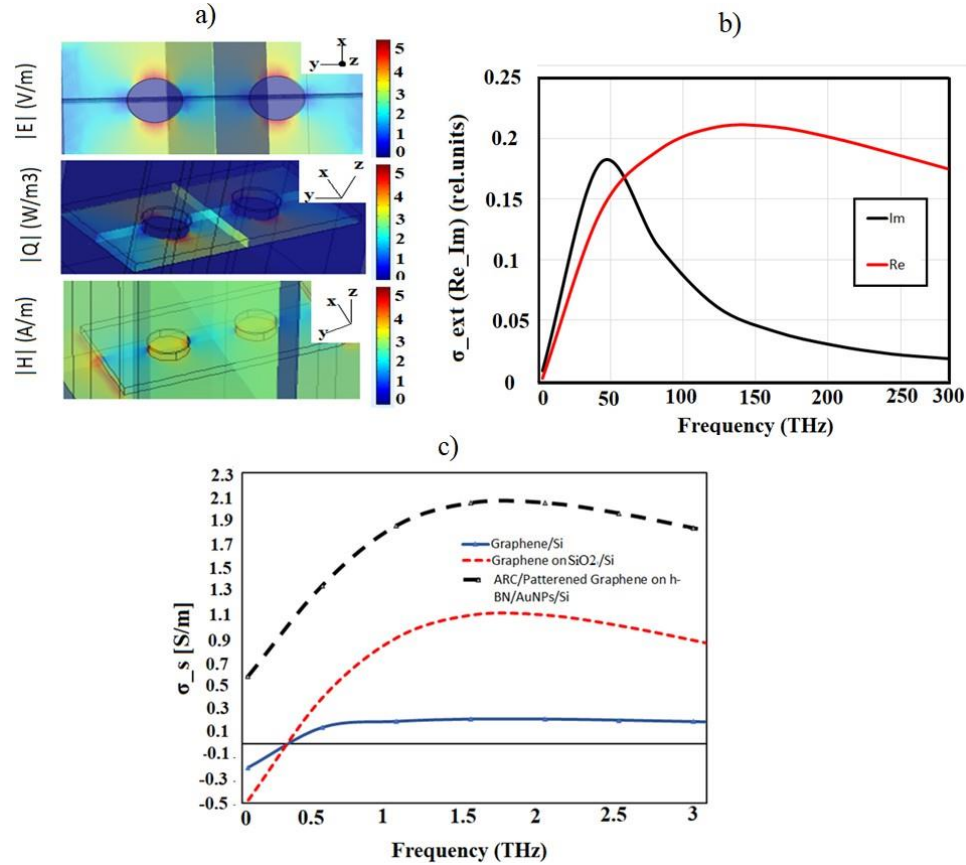 a)
|E| (V/m)
x
y
z
5
4
3
2
1
0
|Q| (W/m3)
z
y
x
5
4
3
2
1
0
|H| (A/m)
z
x
y
5
4
3
2
1
0
b)
σ_ext (Re_Im) (rel.units)
0.25
0.2
0.15
0.1
0.05
0
Im
Re
0 50 100 150 200 250 300
Frequency (THz)
c)
σ_s [S/m]
2.3
2.1
1.9
1.7
1.5
1.3
1.1
0.9
0.7
0.5
0.3
0.1
-0.1
-0.3
-0.5
Graphene/Si
Graphene on SiO2/Si
ARC/Patterened Graphene on h-
BN/AuNPs/Si
0 0.5 1 1.5 2 2.5 3
Frequency (THz)